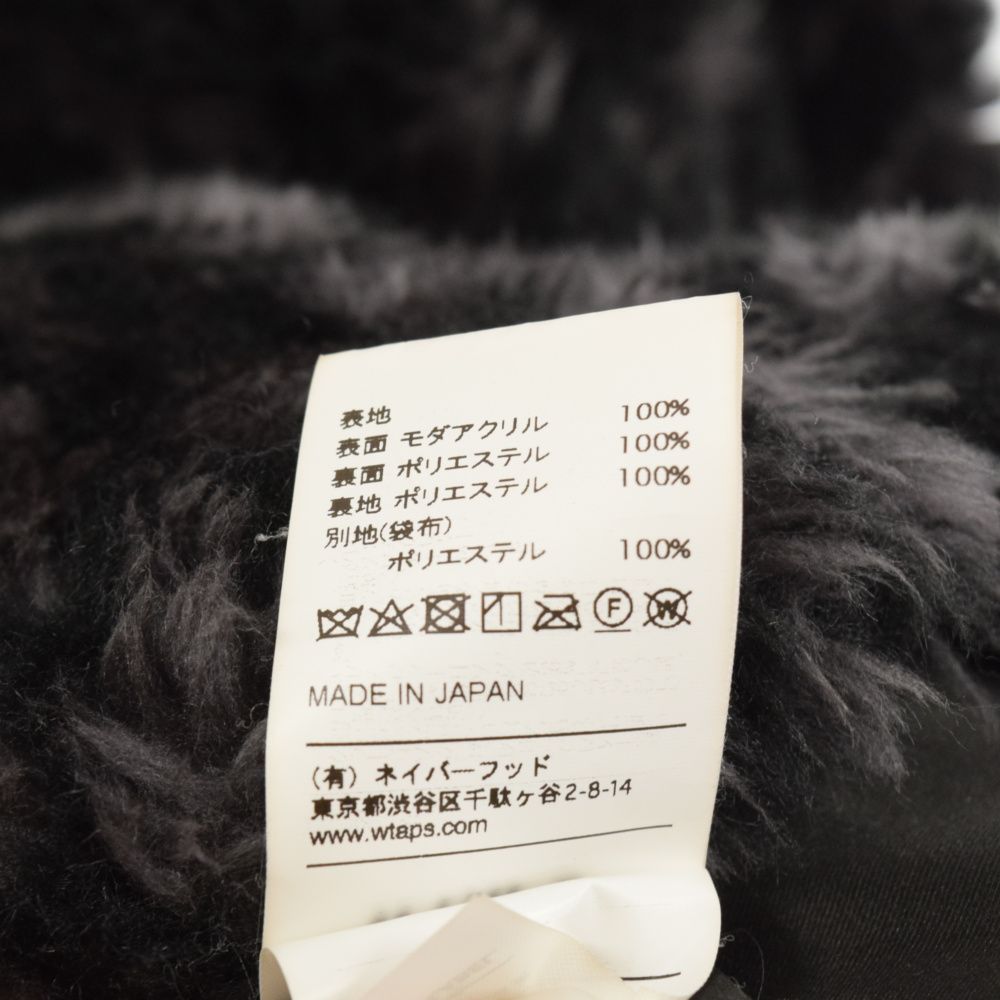 表地
表面 モダアクリル 100%
裏面 ポリエステル 100%
裏地 ポリエステル 100%
別地(袋布)
ポリエステル 100%
F W
MADE IN JAPAN
(有) ネイバーフッド
東京都渋谷区千駄ヶ谷2-8-14
www.wtaps.com